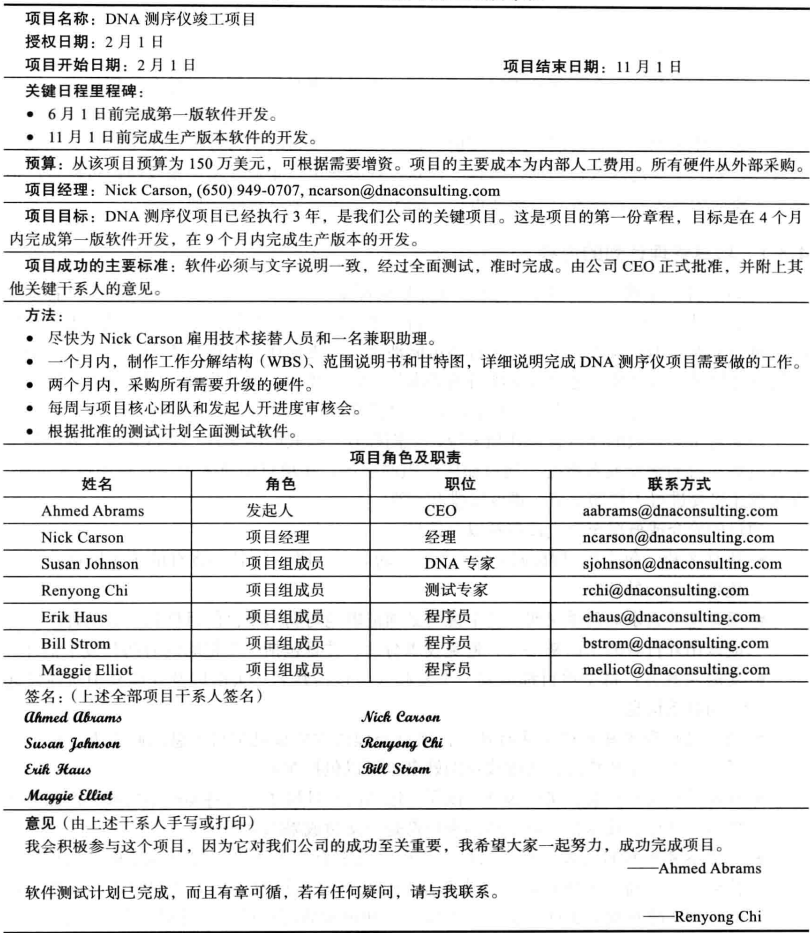 项目名称：DNA 测序仪竣工项目
授权日期：2 月 1 日
项目开始日期：2 月 1 日 项目结束日期：11 月 1 日
关键日程里程碑：
• 6 月 1 日前完成第一版软件开发。
• 11 月 1 日前完成生产版本软件的开发。
预算：从该项目预算为 150 万美元，可根据需要增资。项目的主要成本为内部人工费用。所有硬件从外部采购。
项目经理：Nick Carson, (650) 949-0707, ncarson@dnaconsulting.com
项目目标：DNA 测序仪项目已经执行 3 年，是我们公司的关键项目。这是项目的第一份章程，目标是在 4 个月
内完成第一版软件开发，在 9 个月内完成生产版本的开发。
项目成功的主要标准：软件必须与文字说明一致，经过全面测试，准时完成。由公司 CEO 正式批准，并附上其
他关键干系人的意见。
方法：
• 尽快为 Nick Carson 雇用技术接替人员和一名兼职助理。
• 一个月内，制作工作分解结构（WBS）、范围说明书和甘特图，详细说明完成 DNA 测序仪项目需要做的工作。
• 两个月内，采购所有需要升级的硬件。
• 每周与项目核心团队和发起人开进度审核会。
• 根据批准的测试计划全面测试软件。
项目角色及职责
姓名 角色 职位 联系方式
Ahmed Abrams 发起人 CEO aabrams@dnaconsulting.com
Nick Carson 项目经理 经理 ncarson@dnaconsulting.com
Susan Johnson 项目组成员 DNA 专家 sjohnson@dnaconsulting.com
Renyong Chi 项目组成员 测试专家 rchi@dnaconsulting.com
Erik Haus 项目组成员 程序员 ehaus@dnaconsulting.com
Bill Strom 项目组成员 程序员 bstrom@dnaconsulting.com
Maggie Elliot 项目组成员 程序员 melliot@dnaconsulting.com
签名：（上述全部项目干系人签名）
Ahmed Abrams Nick Carson
Susan Johnson Renyong Chi
Erik Haus Bill Strom
Maggie Elliot
意见（由上述干系人手写或打印）
我会积极参与这个项目，因为它对我们公司的成功至关重要，我希望大家一起努力，成功完成项目。
——Ahmed Abrams
软件测试计划已完成，而且有章可循，若有任何疑问，请与我联系。
——Renyong Chi